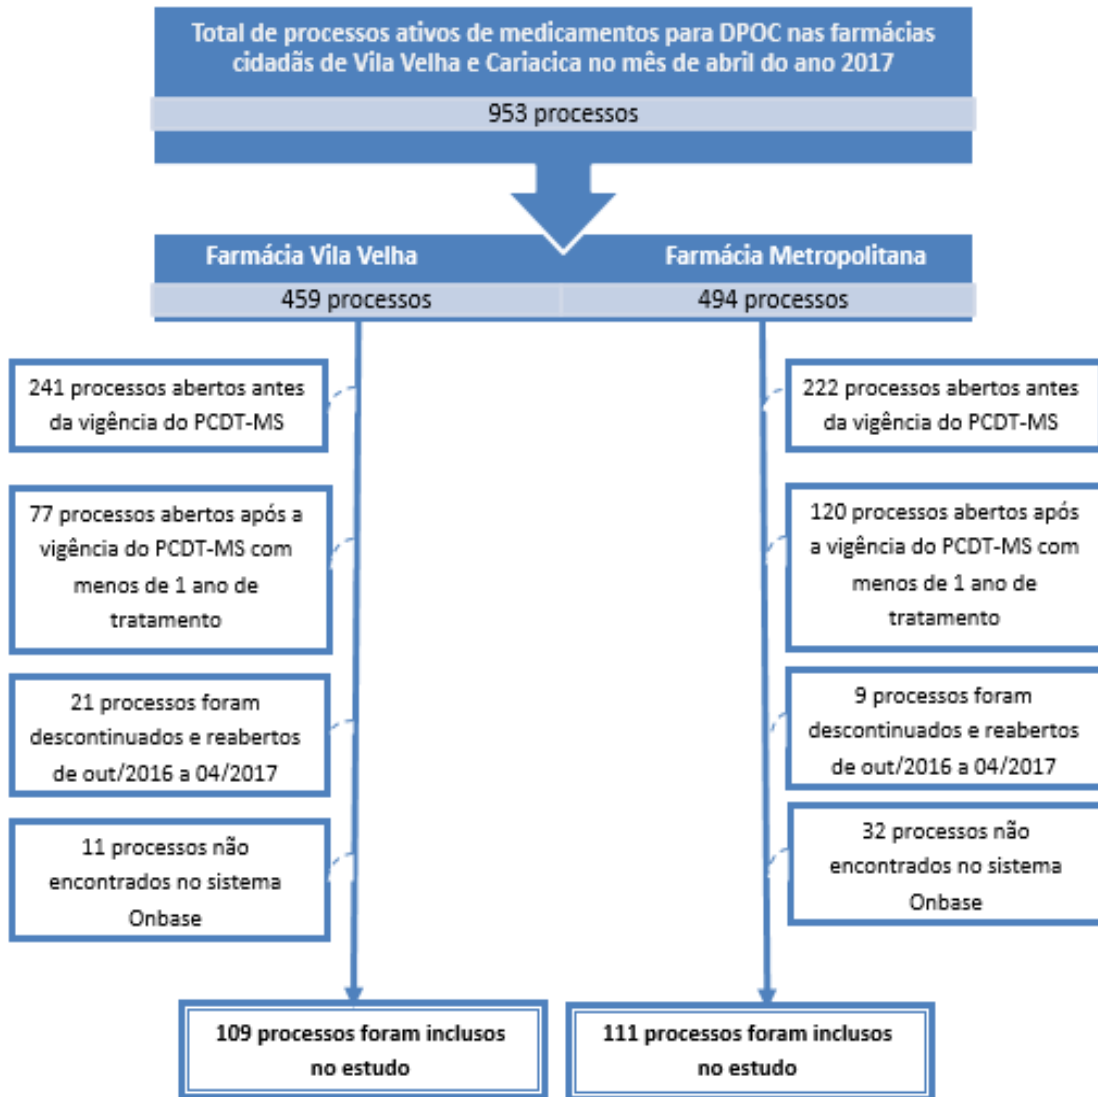 Total de processos ativos de medicamentos para DPOC nas farmácias
cidadãs de Vila Velha e Cariacica no mês de abril do ano 2017
953 processos
Farmácia Vila Velha
Farmácia Metropolitana
459 processos
494 processos
241 processos abertos antes
da vigência do PCDT-MS
222 processos abertos antes
da vigência do PCDT-MS
77 processos abertos após a
vigência do PCDT-MS com
menos de 1 ano de
tratamento
120 processos abertos após
a vigência do PCDT-MS com
menos de 1 ano de
tratamento
21 processos foram
descontinuados e reabertos
de out/2016 a 04/2017
9 processos foram
descontinuados e reabertos
de out/2016 a 04/2017
11 processos não
encontrados no sistema
Onbase
32 processos não
encontrados no sistema
Onbase
109 processos foram inclusos
no estudo
111 processos foram inclusos
no estudo